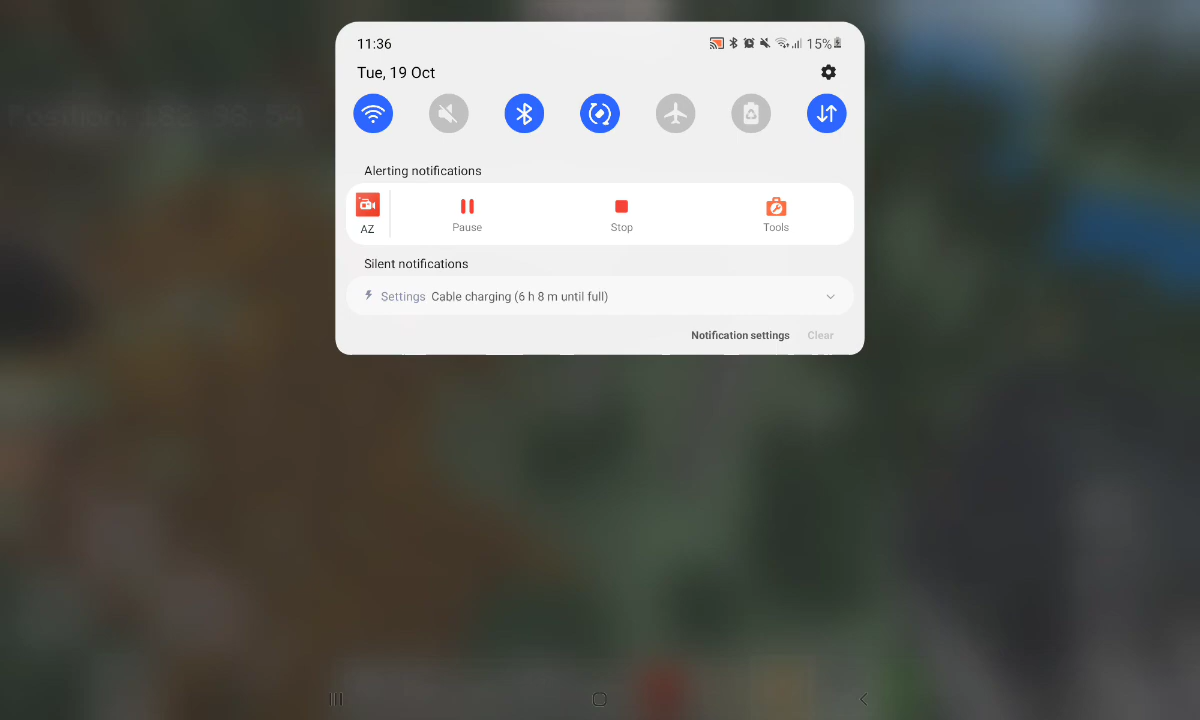 11:36
15%
Tue, 19 Oct
Alerting notifications
AZ
Pause
Stop
Tools
Silent notifications
Settings Cable charging (6 h 8 m until full)
Notification settings
Clear